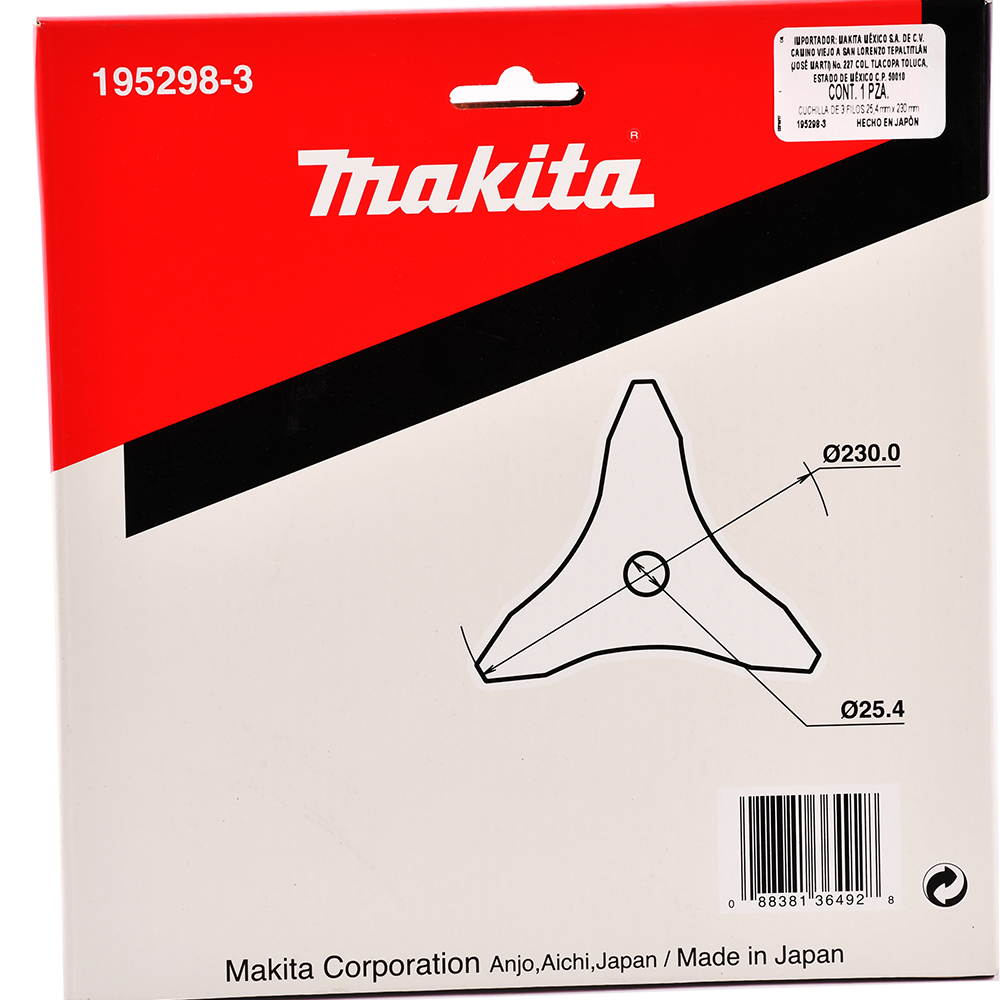 195298-3
makita
R
IMPORTADOR: MAKITA MÉXICO S.A. DE C.V.
CAMINO VIEJO A SAN LORENZO TEPALTITLÁN
(JOSÉ MARTI) No. 227 COL. TLACOPA TOLUCA,
ESTADO DE MÉXICO C.P. 50010
CONT. 1 PZA.
CUCHILLA DE 3 FILOS 25,4 mm x 230 mm
195298-3 HECHO EN JAPÓN
Ø230.0
Ø25.4
0 88381 36492 8
Makita Corporation Anjo,Aichi,Japan / Made in Japan